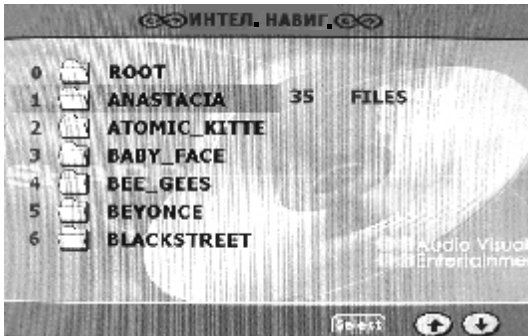 ИНТЕЛ. НАВИГ.
0 ROOT
1 ANASTACIA 35 FILES
2 ATOMIC_KITTE
3 BABY_FACE
4 BEE_GEES
5 BEYONCE
6 BLACKSTREET
Audio Visual
Entertainme
Select